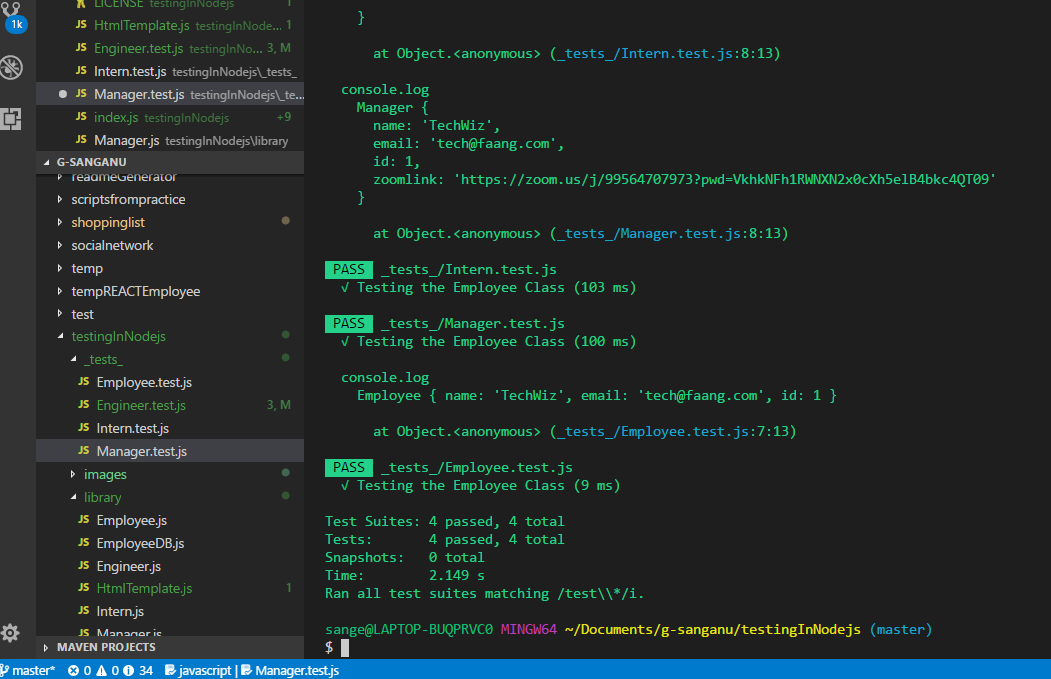 1k
LICENSE testingInNodejs 1
JS HtmlTemplate.js testingInNode... 1
JS Engineer.test.js testingInNo... 3, M
JS Intern.test.js testingInNodejs\_tests_
JS Manager.test.js testingInNodejs\_te...
JS index.js testingInNodejs +9
JS Manager.js testingInNodejs\library
G-SANGANU
readmeGenerator
scriptsfrompractice
shoppinglist
socialnetwork
temp
tempREACTEmployee
test
testingInNodejs
_tests_
JS Employee.test.js
JS Engineer.test.js 3, M
JS Intern.test.js
JS Manager.test.js
images
library
JS Employee.js
JS EmployeeDB.js
JS Engineer.js
JS HtmlTemplate.js 1
JS Intern.js
JS Manager.js
MAVEN PROJECTS
}
at Object.<anonymous> (_tests_/Intern.test.js:8:13)
console.log
Manager {
name: 'TechWiz',
email: 'tech@faang.com',
id: 1,
zoomlink: 'https://zoom.us/j/99564707973?pwd=VkhkNFh1RWNXN2x0cXh5elB4bkc4QT09'
}
at Object.<anonymous> (_tests_/Manager.test.js:8:13)
PASS _tests_/Intern.test.js
√ Testing the Employee Class (103 ms)
PASS _tests_/Manager.test.js
√ Testing the Employee Class (100 ms)
console.log
Employee { name: 'TechWiz', email: 'tech@faang.com', id: 1 }
at Object.<anonymous> (_tests_/Employee.test.js:7:13)
PASS _tests_/Employee.test.js
√ Testing the Employee Class (9 ms)
Test Suites: 4 passed, 4 total
Tests: 4 passed, 4 total
Snapshots: 0 total
Time: 2.149 s
Ran all test suites matching /test\\*/i.
sange@LAPTOP-BUQPRVC0 MINGW64 ~/Documents/g-sanganu/testingInNodejs (master)
$
master* 0 0 34 javascript | Manager.test.js